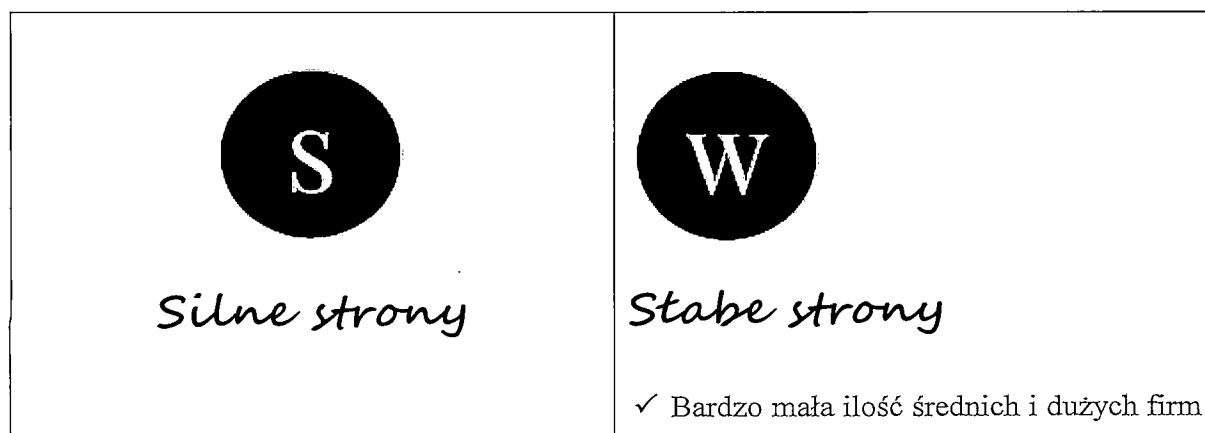 S
Silne strony
W
Słabe strony
✓ Bardzo mała ilość średnich i dużych firm